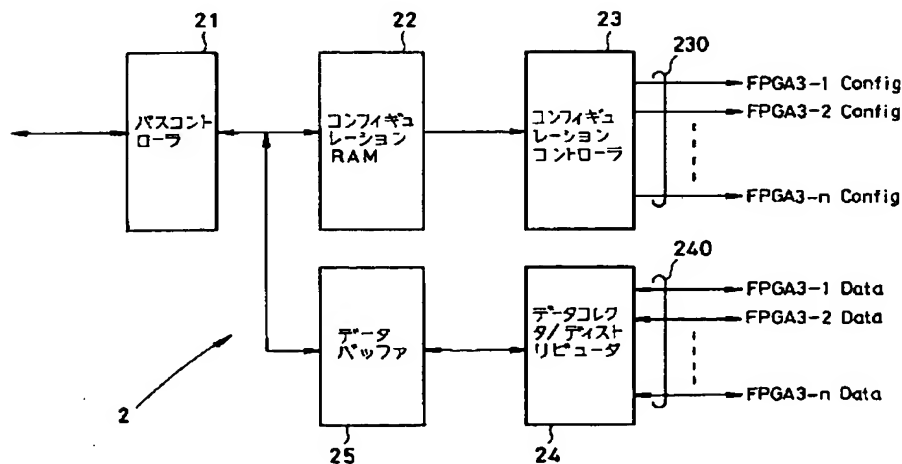 21
22
23
230
バスコント
ローラ
コンフィギュ
レーション
RAM
コンフィギュ
レーション
コントローラ
FPGA3-1 Config
FPGA3-2 Config
FPGA3-n Config
240
データ
バッファ
データコレク
タ/ディスト
リビュータ
FPGA3-1 Data
FPGA3-2 Data
FPGA3-n Data
2
25
24